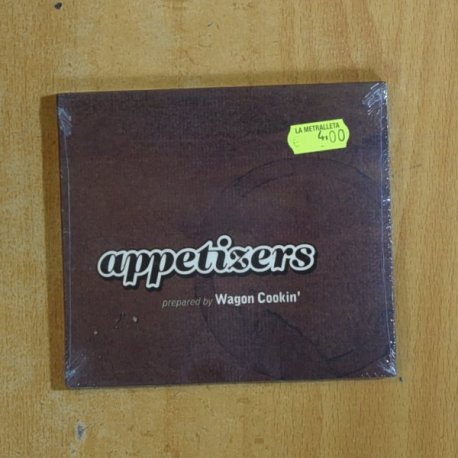 LA METRALLETA
€ 4,00
appetizers
prepared by Wagon Cookin'